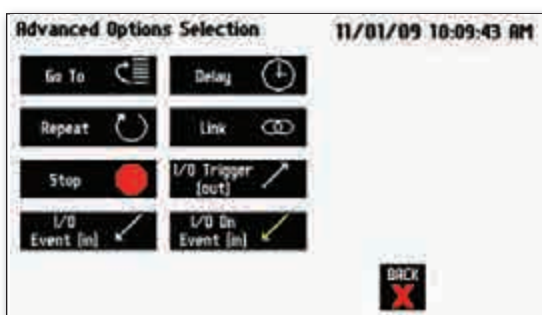 Advanced Options Selection 11/01/09 10:09:43 AM
Go To Delay
Repeat Link
Stop I/O Trigger
(out)
I/O I/O On
Event (in) Event (in)
BACK